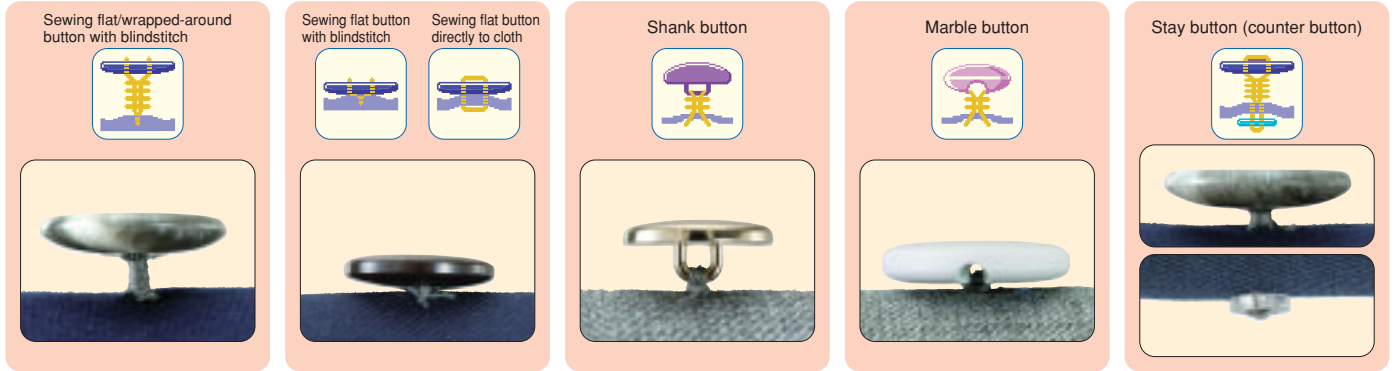 Sewing flat/wrapped-around
button with blindstitch
Sewing flat button
with blindstitch
Sewing flat button
directly to cloth
Shank button
Marble button
Stay button (counter button)